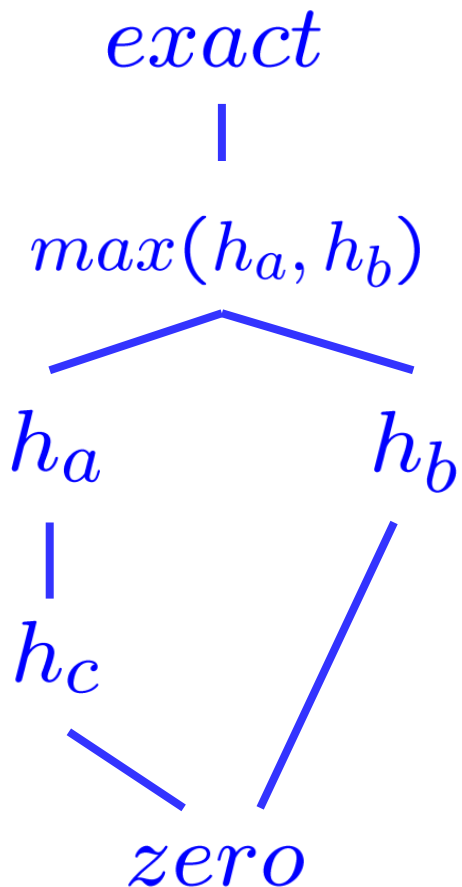 exact
max(h_a, h_b)
h_a h_b
h_c
zero